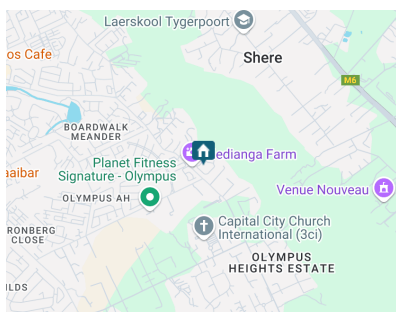 Laerskool Tygerpoort
os Cafe
Shere
M6
BOARDWALK
MEANDER
edianga Farm
Planet Fitness
Signature - Olympus
aaibar
Venue Nouveau
OLYMPUS AH
Capital City Church
International (3ci)
RONBERG
CLOSE
OLYMPUS
HEIGHTS ESTATE
LDS